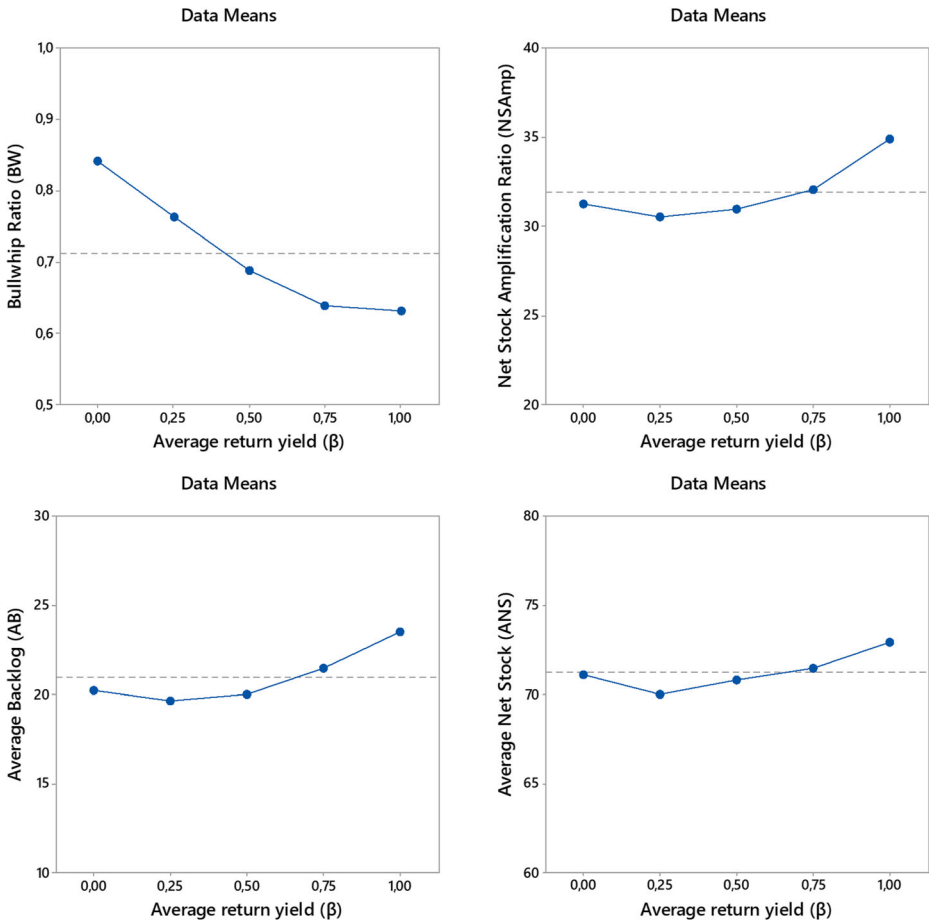 Data Means
Bullwhip Ratio (BW)
1,0
0,9
0,8
0,7
0,6
0,5
0,00 0,25 0,50 0,75 1,00
Average return yield (β)
Data Means
Net Stock Amplification Ratio (NSAmp)
40
35
30
25
20
0,00 0,25 0,50 0,75 1,00
Average return yield (β)
Data Means
Average Backlog (AB)
30
25
20
15
10
0,00 0,25 0,50 0,75 1,00
Average return yield (β)
Data Means
Average Net Stock (ANS)
80
75
70
65
60
0,00 0,25 0,50 0,75 1,00
Average return yield (β)